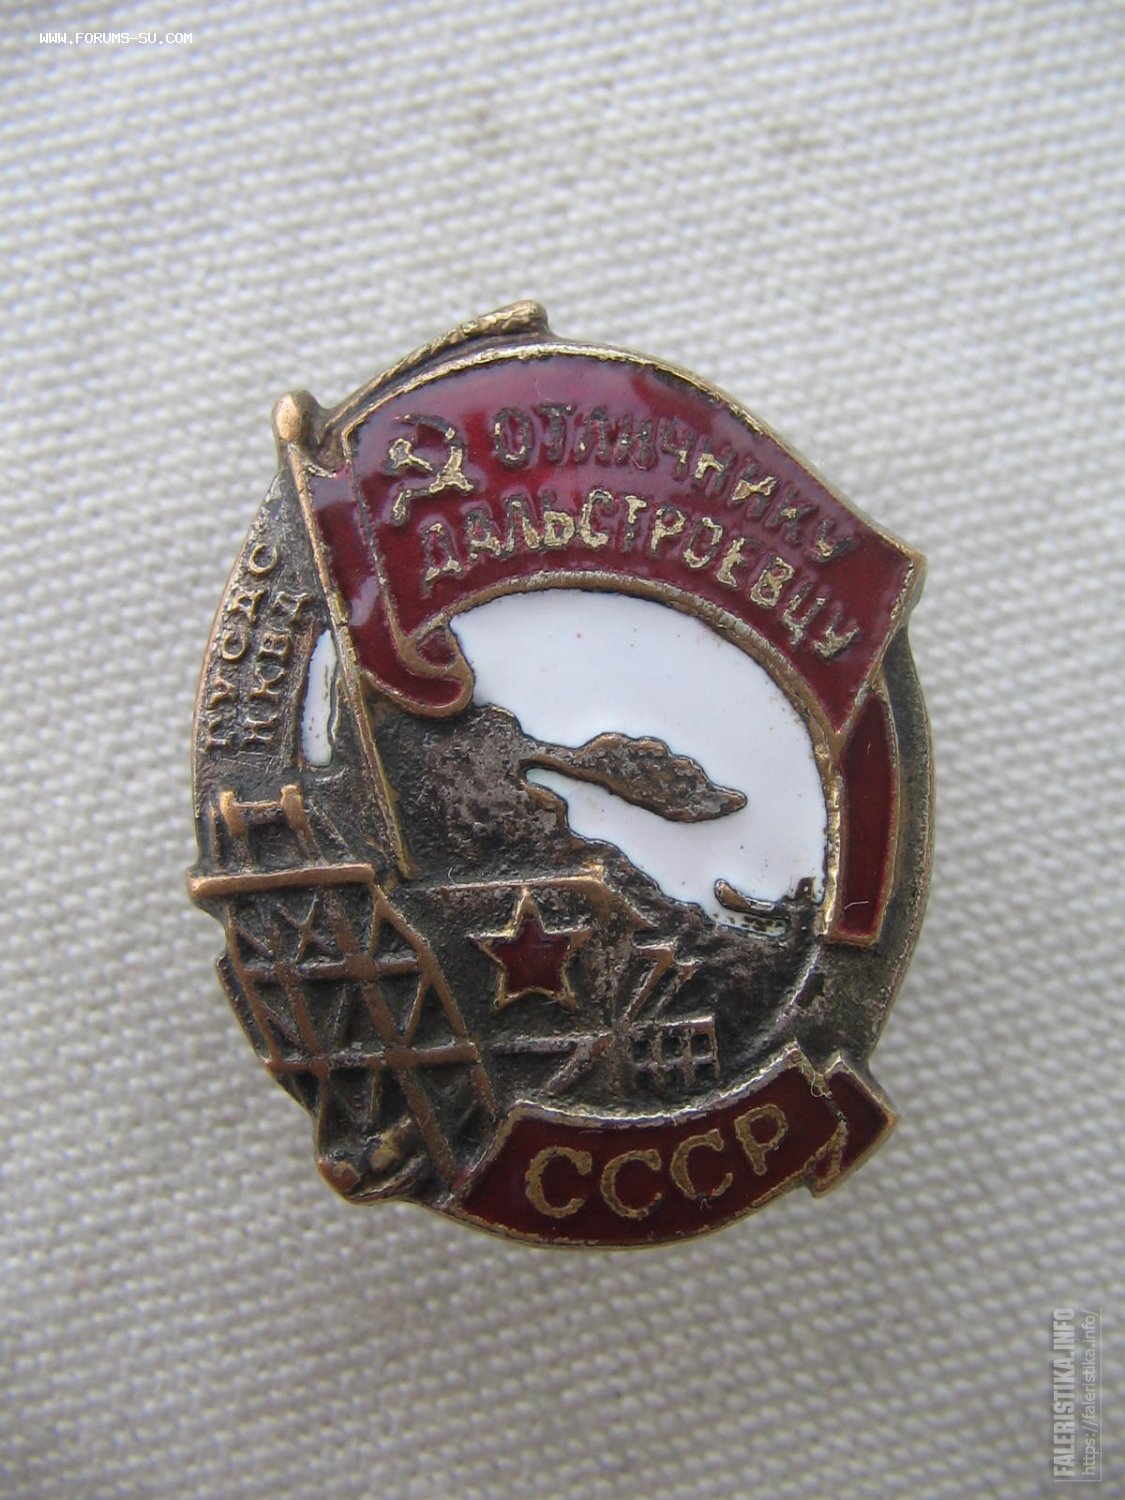 WWW.FORUMS-SU.COM
ОТЛИЧНИКУ
ДАЛЬСТРОЕВЦУ
ГУСДС
НКВД
СССР
FALERISTIKA.INFO
https://faleristika.info/